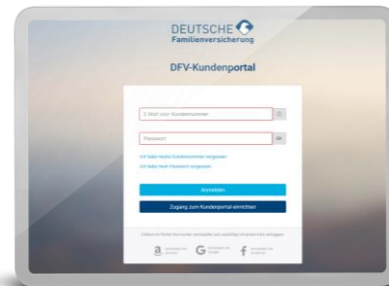 DEUTSCHE
Familienversicherung
DFV-Kundenportal
E-Mail oder Kundennummer
Passwort
Ich habe meine Kundennummer vergessen
Ich habe mein Passwort vergessen
Anmelden
Zugang zum Kundenportal einrichten